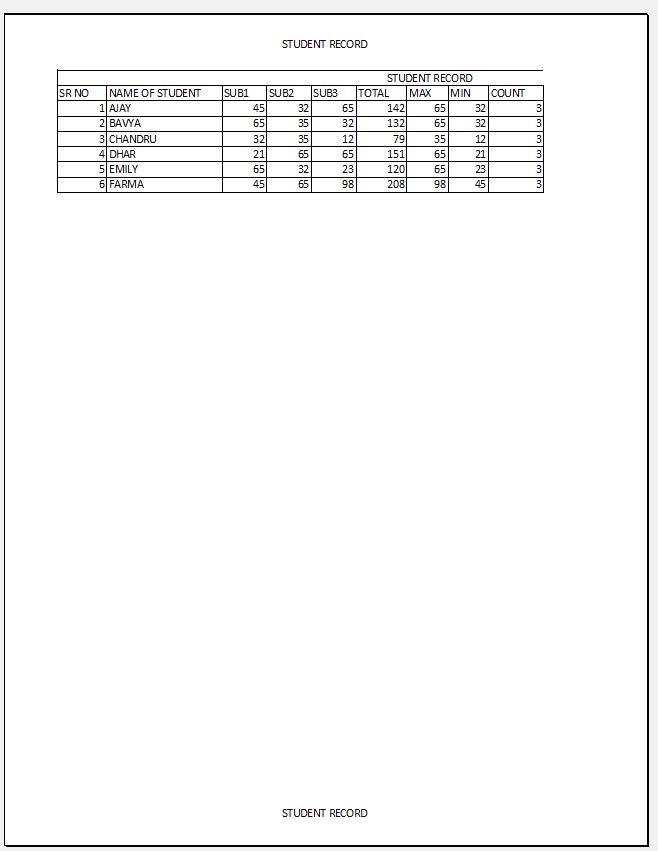 STUDENT RECORD
STUDENT RECORD
SR NO NAME OF STUDENT SUB1 SUB2 SUB3 TOTAL MAX MIN COUNT
1 AJAY 45 32 65 142 65 32 3
2 BAVYA 65 35 32 132 65 32 3
3 CHANDRU 32 35 12 79 35 12 3
4 DHAR 21 65 65 151 65 21 3
5 EMILY 65 32 23 120 65 23 3
6 FARMA 45 65 98 208 98 45 3
STUDENT RECORD